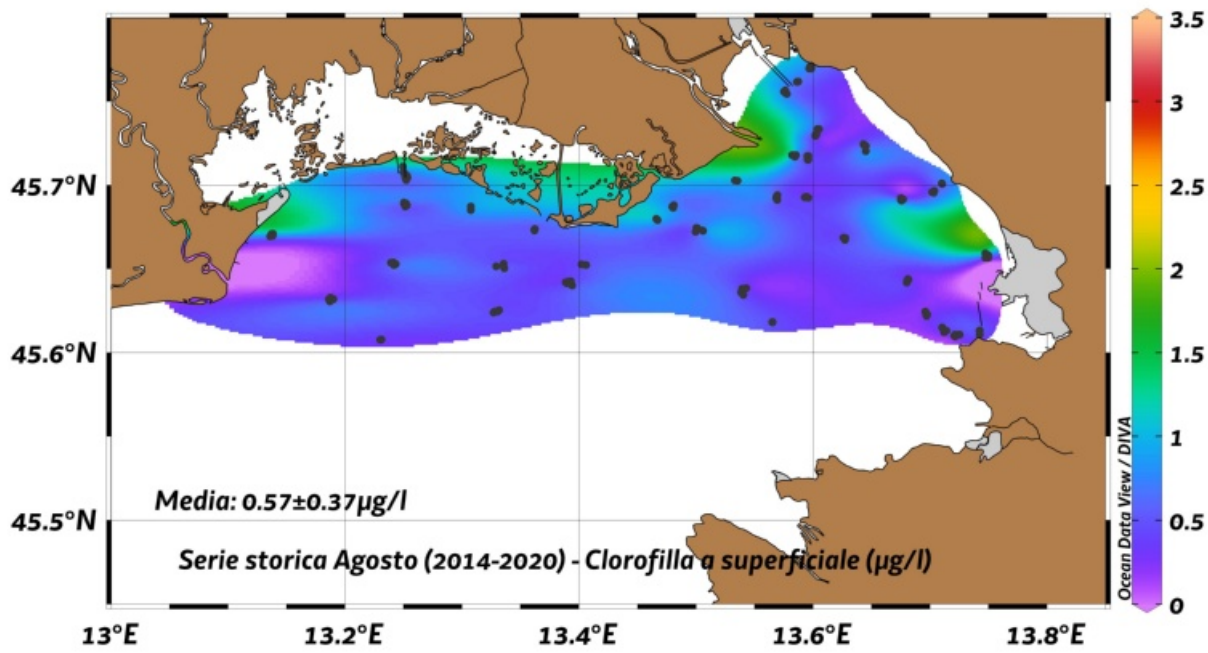 3.5
3
2.5
2
1.5
1
0.5
0
45.7°N
45.6°N
45.5°N
Media: 0.57±0.37µg/l
Serie storica Agosto (2014-2020) - Clorofilla a superficiale (µg/l)
Ocean Data View / DIVA
13°E
13.2°E
13.4°E
13.6°E
13.8°E